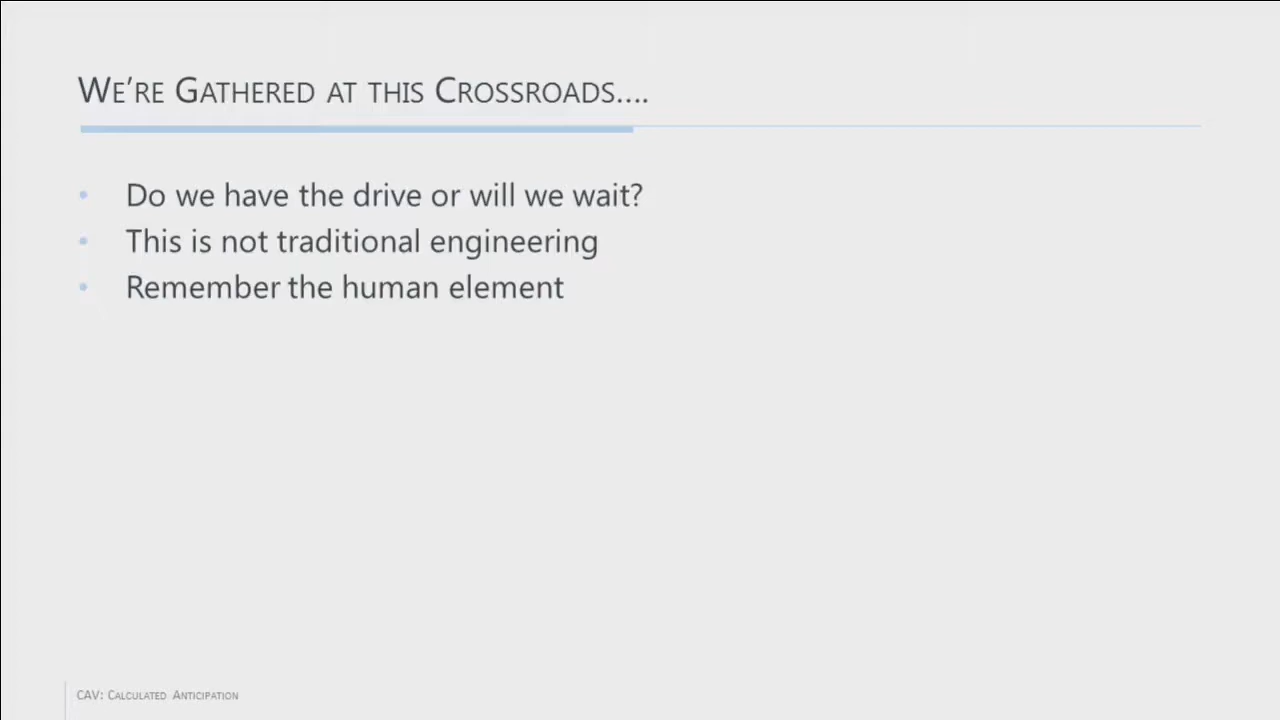 We're Gathered at this Crossroads....
• Do we have the drive or will we wait?
• This is not traditional engineering
• Remember the human element
CAV: Calculated Anticipation